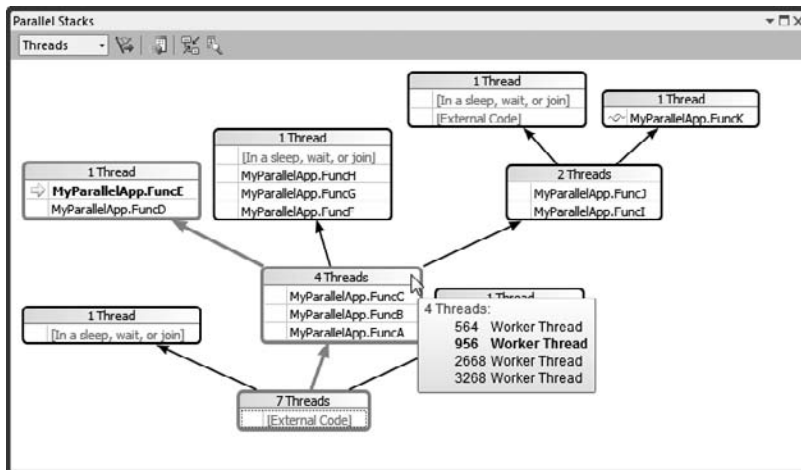 Parallel Stacks
Threads
1 Thread
[In a sleep, wait, or join]
[External Code]
1 Thread
MyParallelApp.FuncK
1 Thread
[In a sleep, wait, or join]
MyParallelApp.FuncH
MyParallelApp.FuncG
MyParallelApp.FuncF
1 Thread
MyParallelApp.FuncE
MyParallelApp.FuncD
2 Threads
MyParallelApp.FuncJ
MyParallelApp.FuncI
4 Threads
MyParallelApp.FuncC
MyParallelApp.FuncB
MyParallelApp.FuncA
1 Thread
4 Threads:
564 Worker Thread
956 Worker Thread
2668 Worker Thread
3268 Worker Thread
1 Thread
[In a sleep, wait, or join]
7 Threads
[External Code]